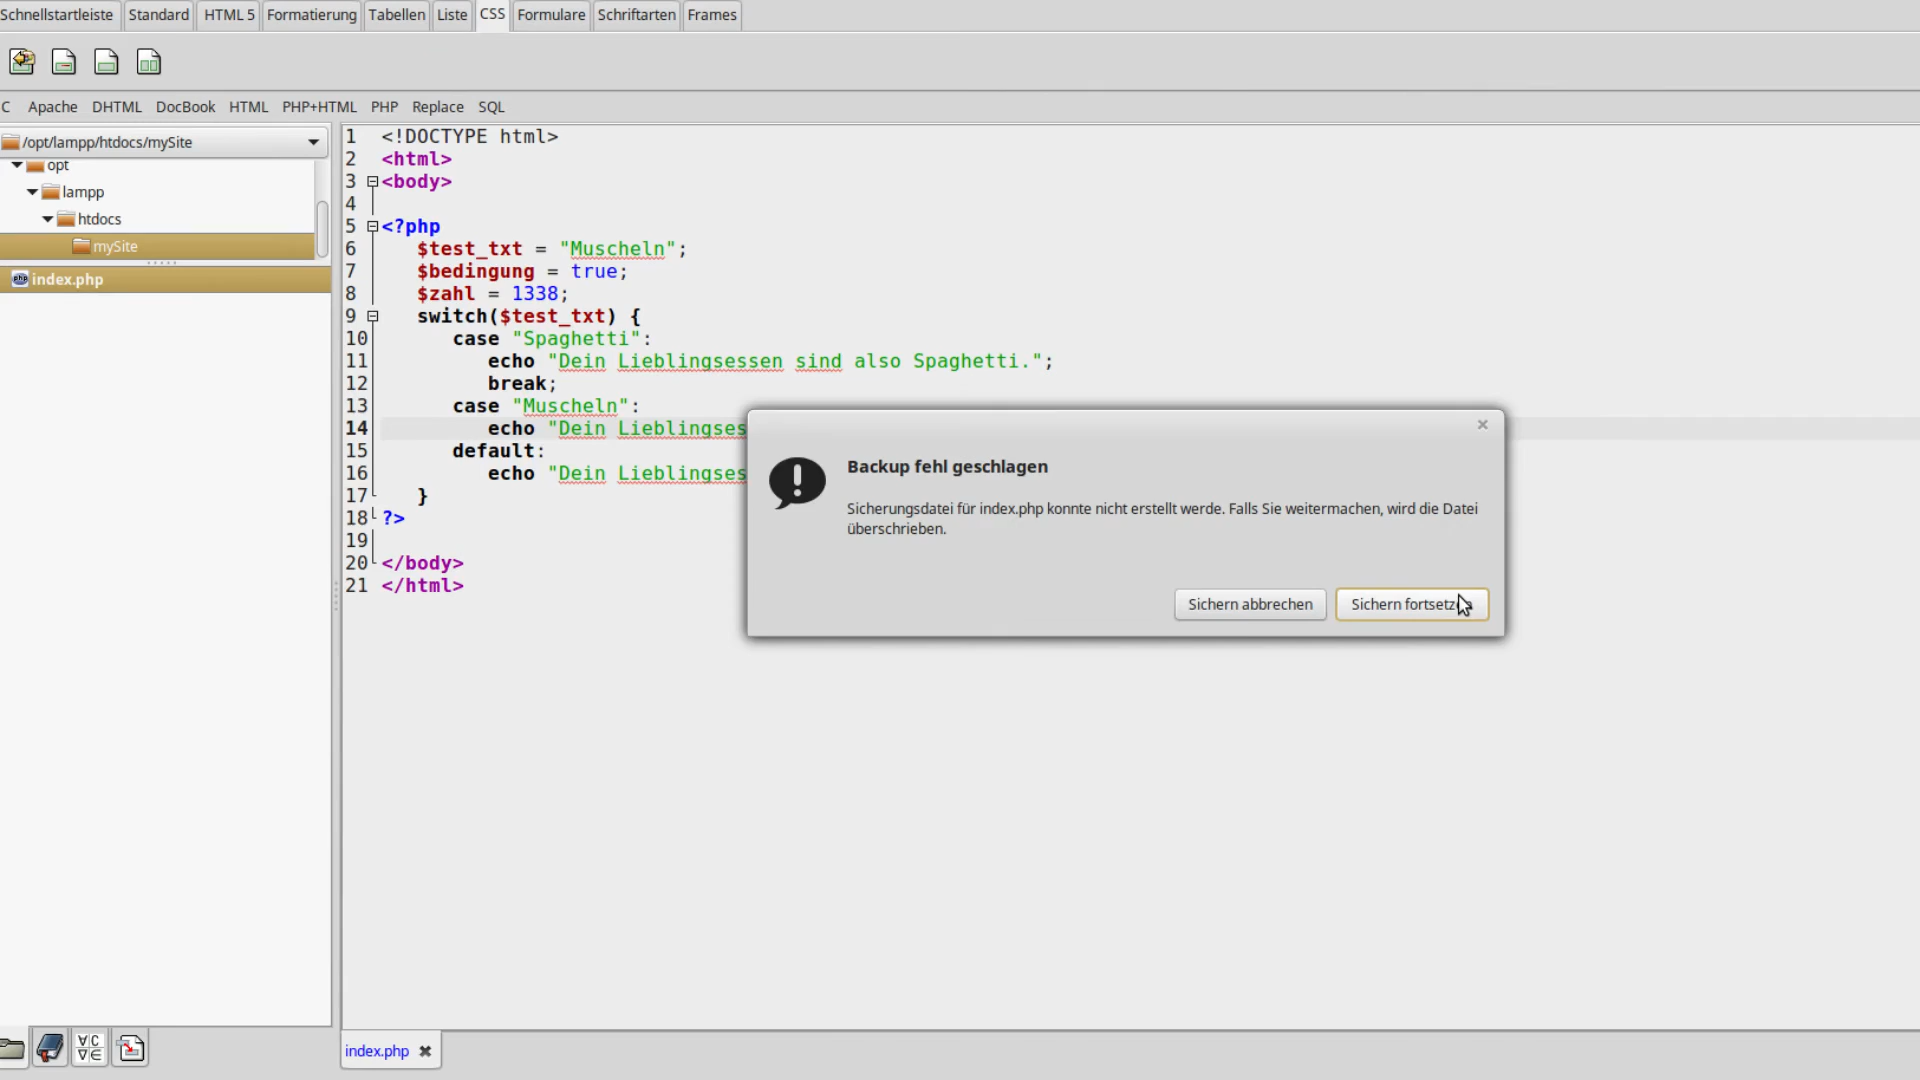 Schnellstartleiste Standard HTML 5 Formatierung Tabellen Liste CSS Formulare Schriftarten Frames
C Apache DHTML DocBook HTML PHP+HTML PHP Replace SQL
/opt/lampp/htdocs/mySite
opt
lampp
htdocs
mySite
index.php
1 <!DOCTYPE html>
2 <html>
3 <body>
4
5 <?php
6 $test_txt = "Muscheln";
7 $bedingung = true;
8 $zahl = 1338;
9 switch($test_txt) {
10 case "Spaghetti":
11 echo "Dein Lieblingsessen sind also Spaghetti.";
12 break;
13 case "Muscheln":
14 echo "Dein Lieblingses
15 default:
16 echo "Dein Lieblingses
17 }
18 ?>
19
20 </body>
21 </html>
Backup fehl geschlagen
Sicherungsdatei für index.php konnte nicht erstellt werde. Falls Sie weitermachen, wird die Datei
überschrieben.
Sichern abbrechen Sichern fortsetzen
index.php